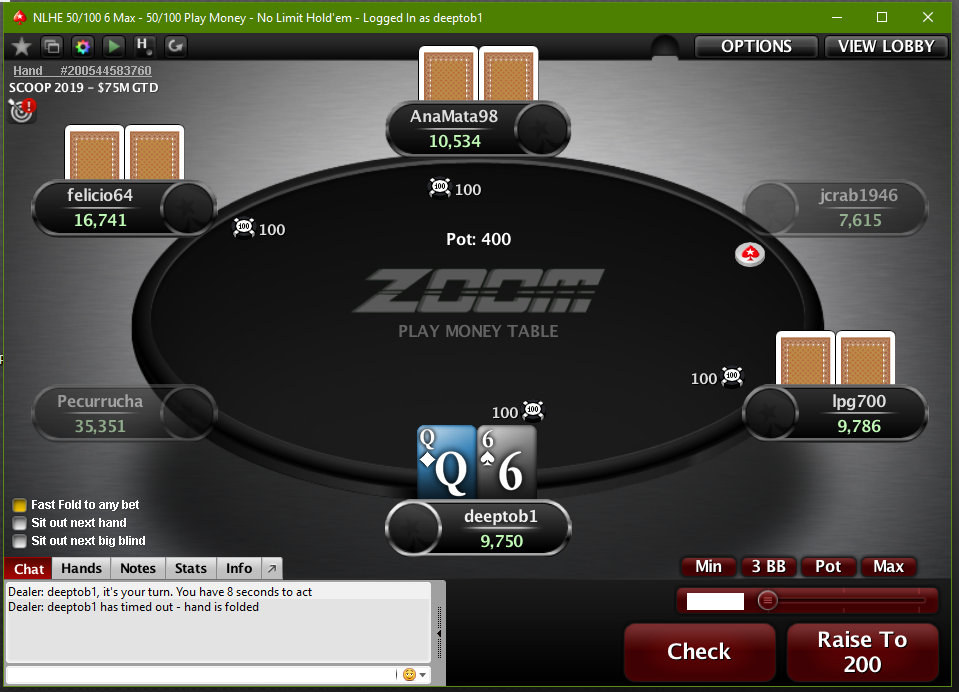 NLHE 50/100 6 Max - 50/100 Play Money - No Limit Hold'em - Logged In as deeptob1
H
OPTIONS
VIEW LOBBY
Hand #200544583760
SCOOP 2019 – $75M GTD
AnaMata98
10,534
felicio64
16,741
jcrab1946
7,615
100
100
Pot: 400
ZOOM
PLAY MONEY TABLE
100
100
Pecurrucha
35,351
lpg700
9,786
Q
Q
6
6
deeptob1
9,750
Fast Fold to any bet
Sit out next hand
Sit out next big blind
Chat
Hands
Notes
Stats
Info
Min
3 BB
Pot
Max
Dealer: deeptob1, it's your turn. You have 8 seconds to act
Dealer: deeptob1 has timed out - hand is folded
Check
Raise To
200